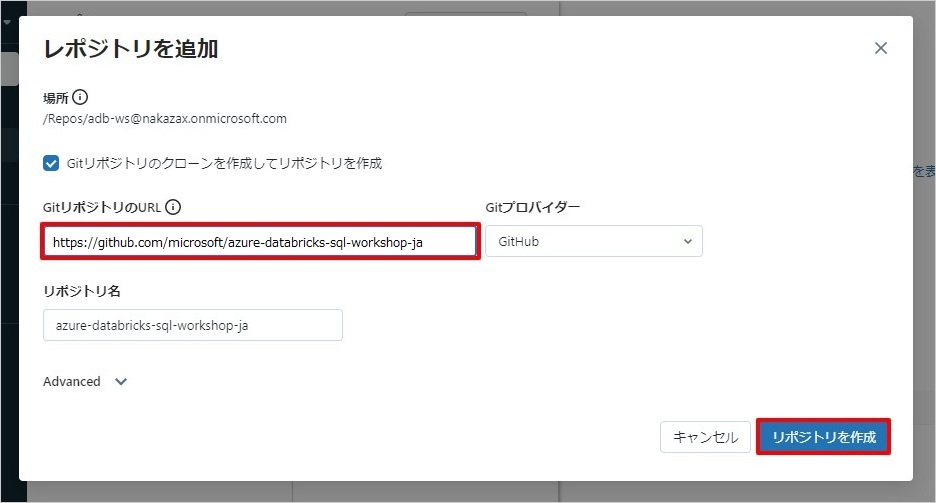 レポジトリを追加
場所
/Repos/adb-ws@nakazax.onmicrosoft.com
Gitリポジトリのクローンを作成してリポジトリを作成
GitリポジトリのURL
Gitプロバイダー
https://github.com/microsoft/azure-databricks-sql-workshop-ja
GitHub
リポジトリ名
azure-databricks-sql-workshop-ja
Advanced
キャンセル
リポジトリを作成
を表